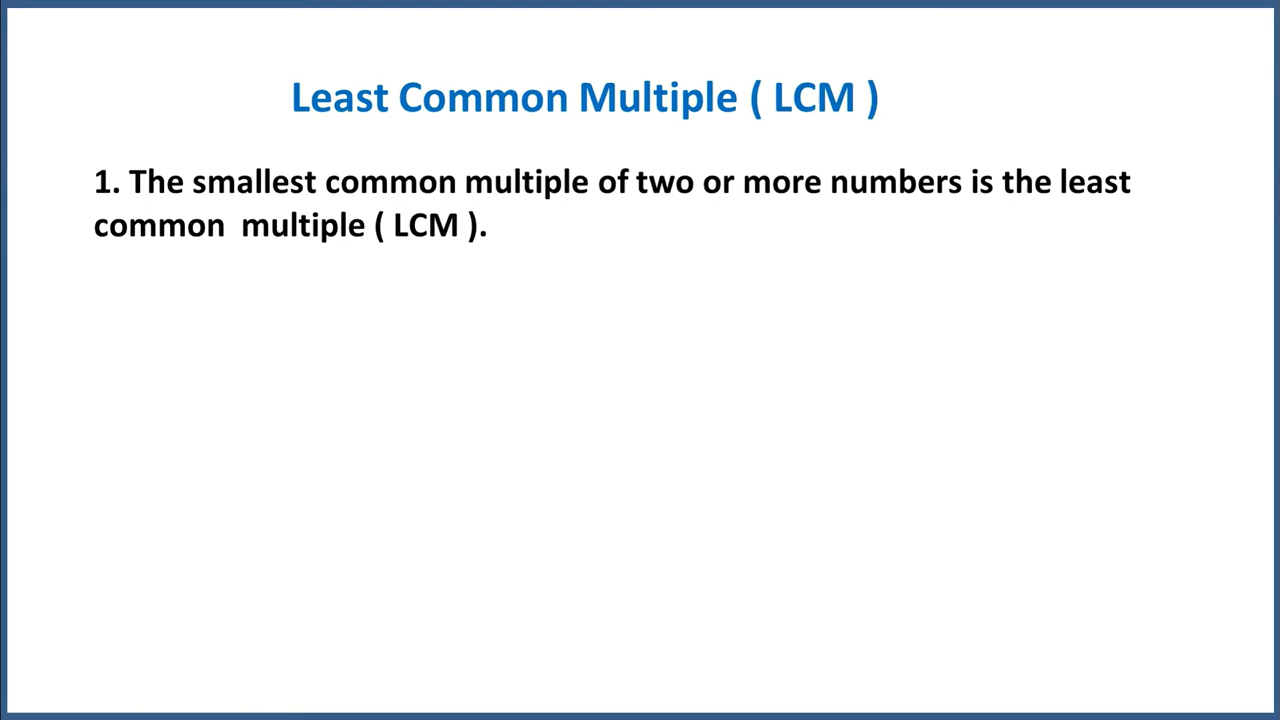 Least Common Multiple ( LCM )
1. The smallest common multiple of two or more numbers is the least
common  multiple ( LCM ).